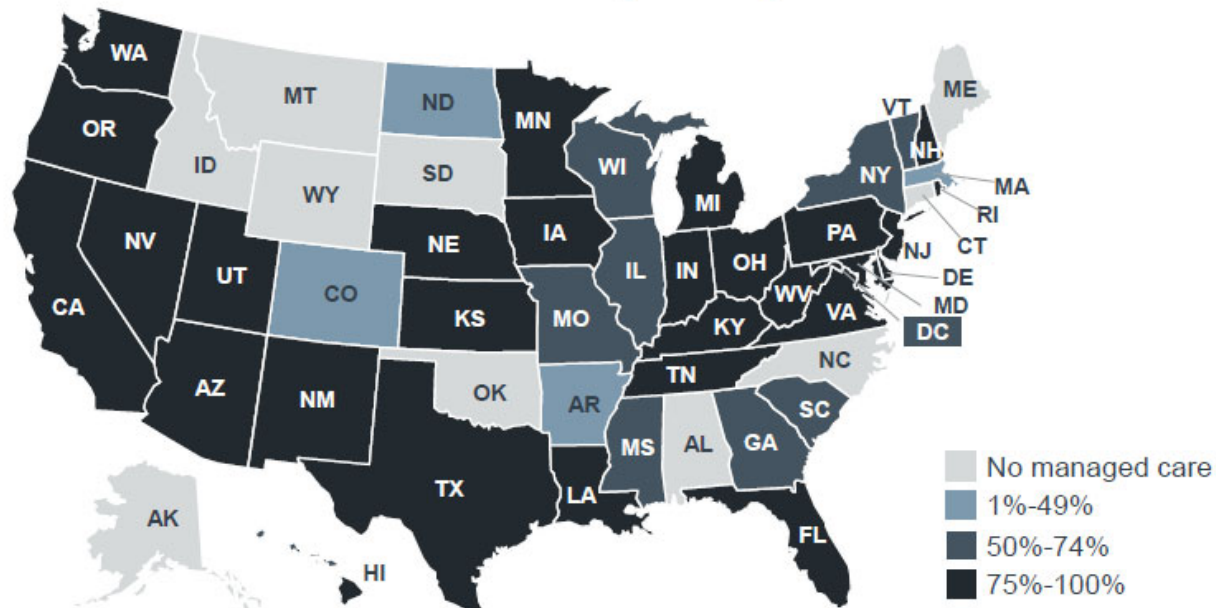 WA
MT
ND
MN
VT
ME
OR
ID
SD
WI
NY
NH
MA
WY
MI
RI
NV
NE
IA
PA
NJ
CT
UT
CO
IL
IN
OH
DE
CA
KS
MO
WV
VA
MD
KY
DC
AZ
NM
OK
AR
TN
NC
SC
MS
AL
GA
TX
LA
FL
AK
HI
No managed care
1%-49%
50%-74%
75%-100%